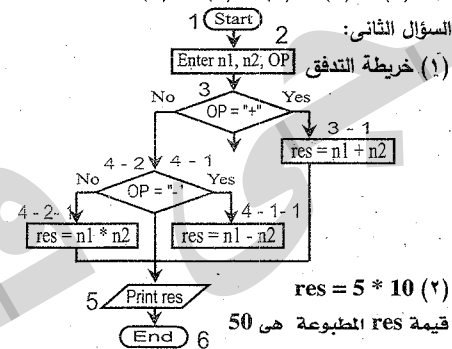 السؤال الثانى:
(١) خريطة التدفق
1 Start
2
Enter n1, n2, OP
3
No Yes
OP = "+"
3 - 1
res = n1 + n2
4 - 2 4 - 1
No Yes
OP = "-"
4 - 2 - 1 4 - 1 - 1
res = n1 * n2 res = n1 - n2
5 Print res
End 6
(٢) res = 5 * 10
قيمة res المطبوعة هى 50